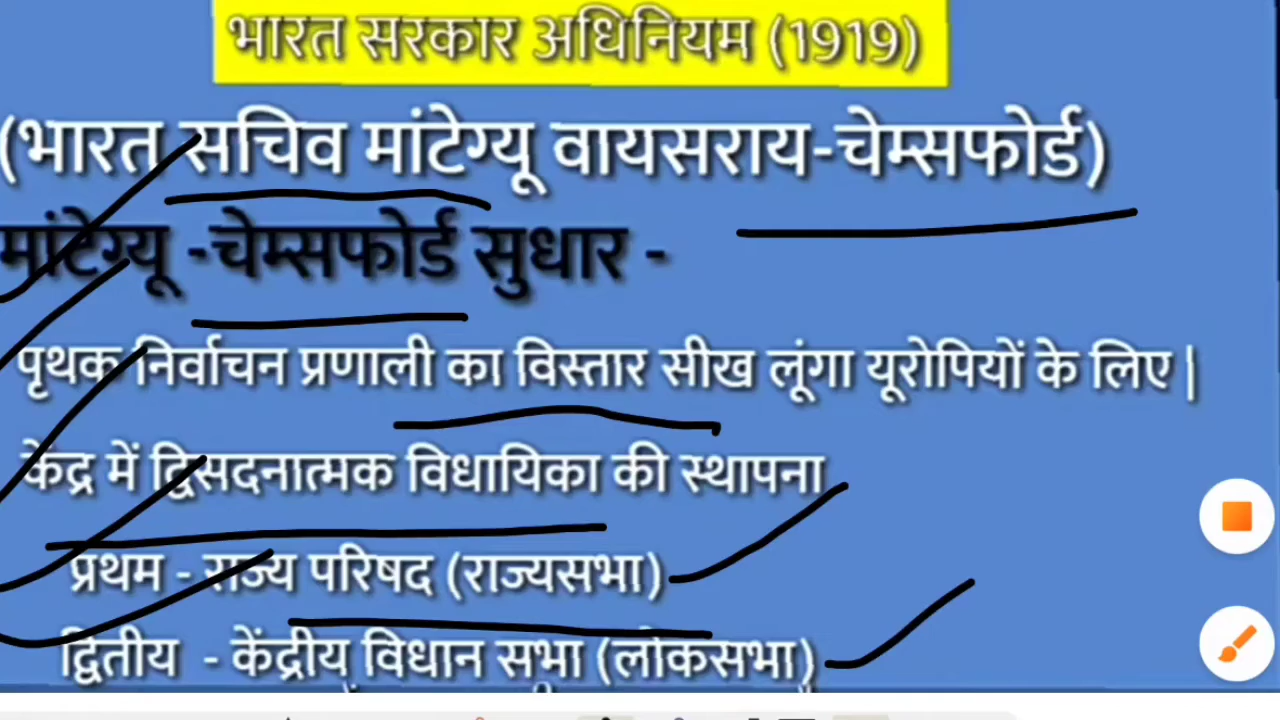 भारत सरकार अधिनियम (1919)
(भारत सचिव मांटेग्यू वायसराय-चेम्सफोर्ड)
मांटेग्यू -चेम्सफोर्ड सुधार -
पृथक निर्वाचन प्रणाली का विस्तार सीख लूंगा यूरोपियों के लिए |
केंद्र में द्विसदनात्मक विधायिका की स्थापना
प्रथम - राज्य परिषद (राज्यसभा)
द्वितीय - केंद्रीय विधान सभा (लोकसभा)